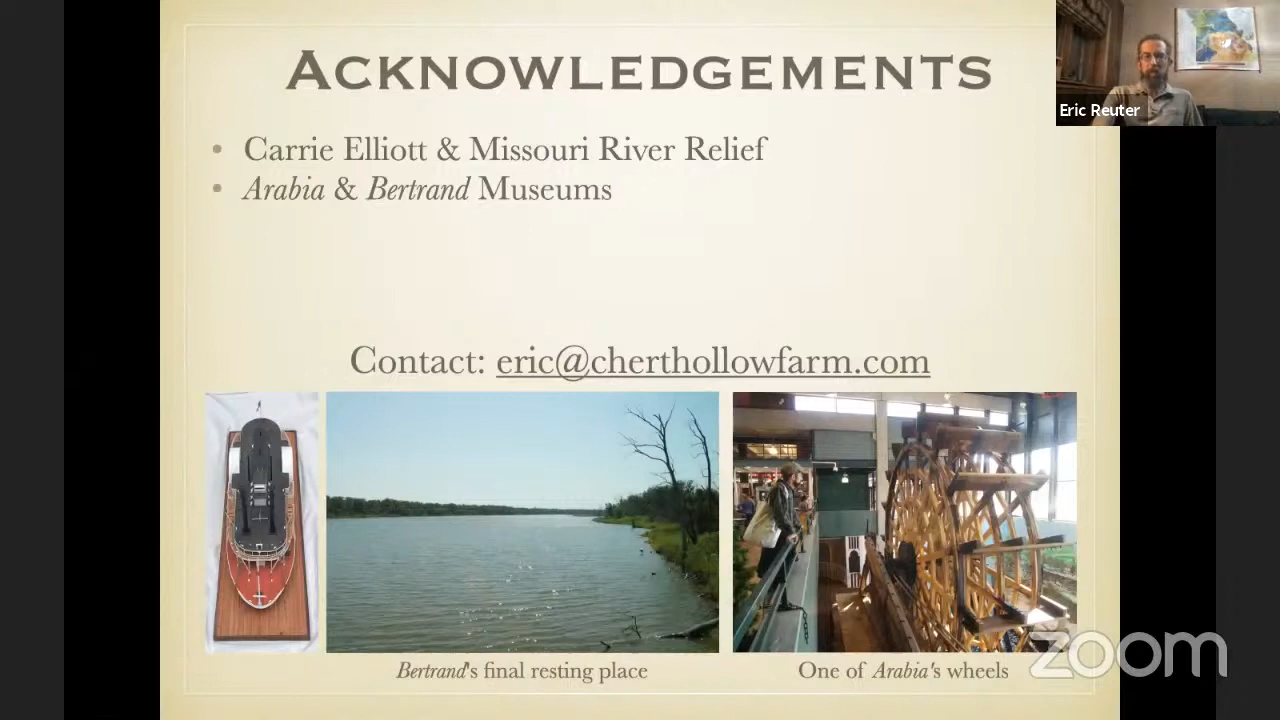 ACKNOWLEDGEMENTS
Eric Reuter
• Carrie Elliott & Missouri River Relief
• Arabia & Bertrand Museums
Contact: eric@cherthollowfarm.com
Bertrand's final resting place
One of Arabia's wheels
zoom